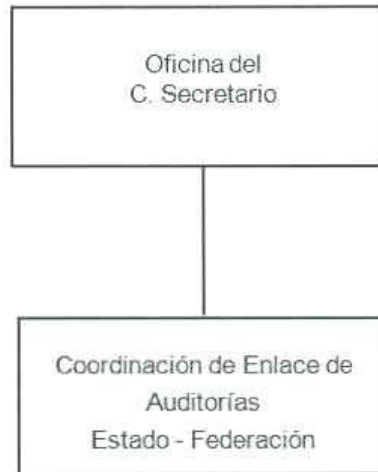 Oficina del
C. Secretario
Coordinación de Enlace de
Auditorías
Estado - Federación